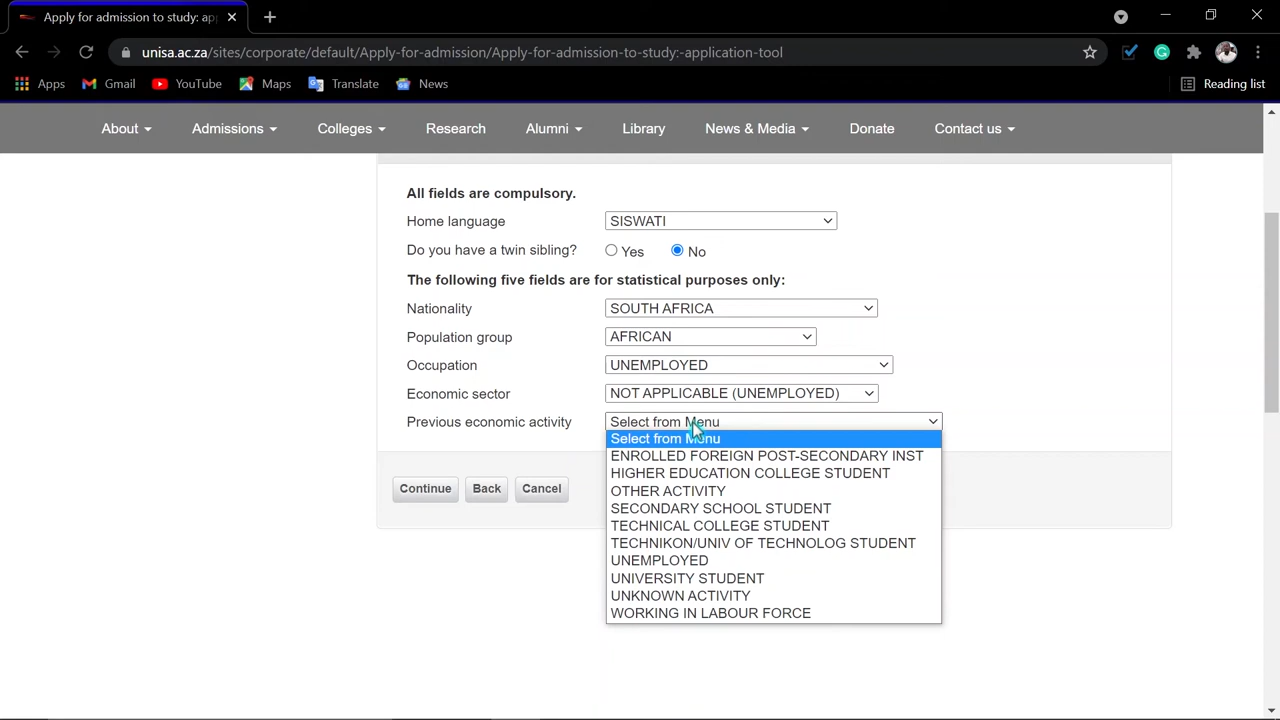 Apply for admission to study: ap
unisa.ac.za/sites/corporate/default/Apply-for-admission/Apply-for-admission-to-study:-application-tool
Apps Gmail YouTube Maps Translate News Reading list
About Admissions Colleges Research Alumni Library News & Media Donate Contact us
All fields are compulsory.
Home language SISWATI
Do you have a twin sibling? Yes No
The following five fields are for statistical purposes only:
Nationality SOUTH AFRICA
Population group AFRICAN
Occupation UNEMPLOYED
Economic sector NOT APPLICABLE (UNEMPLOYED)
Previous economic activity Select from Menu
Select from Menu
ENROLLED FOREIGN POST-SECONDARY INST
HIGHER EDUCATION COLLEGE STUDENT
Continue Back Cancel
OTHER ACTIVITY
SECONDARY SCHOOL STUDENT
TECHNICAL COLLEGE STUDENT
TECHNIKON/UNIV OF TECHNOLOG STUDENT
UNEMPLOYED
UNIVERSITY STUDENT
UNKNOWN ACTIVITY
WORKING IN LABOUR FORCE